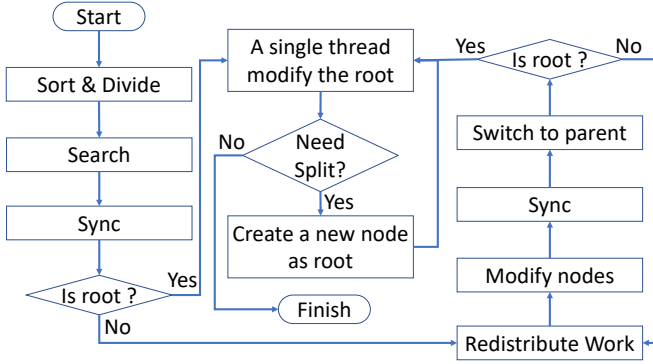 Start
Sort & Divide
Search
Sync
Is root ?
Yes
No
A single thread
modify the root
Need
Split?
No
Yes
Create a new node
as root
Finish
Yes
Is root ?
No
Switch to parent
Sync
Modify nodes
Redistribute Work